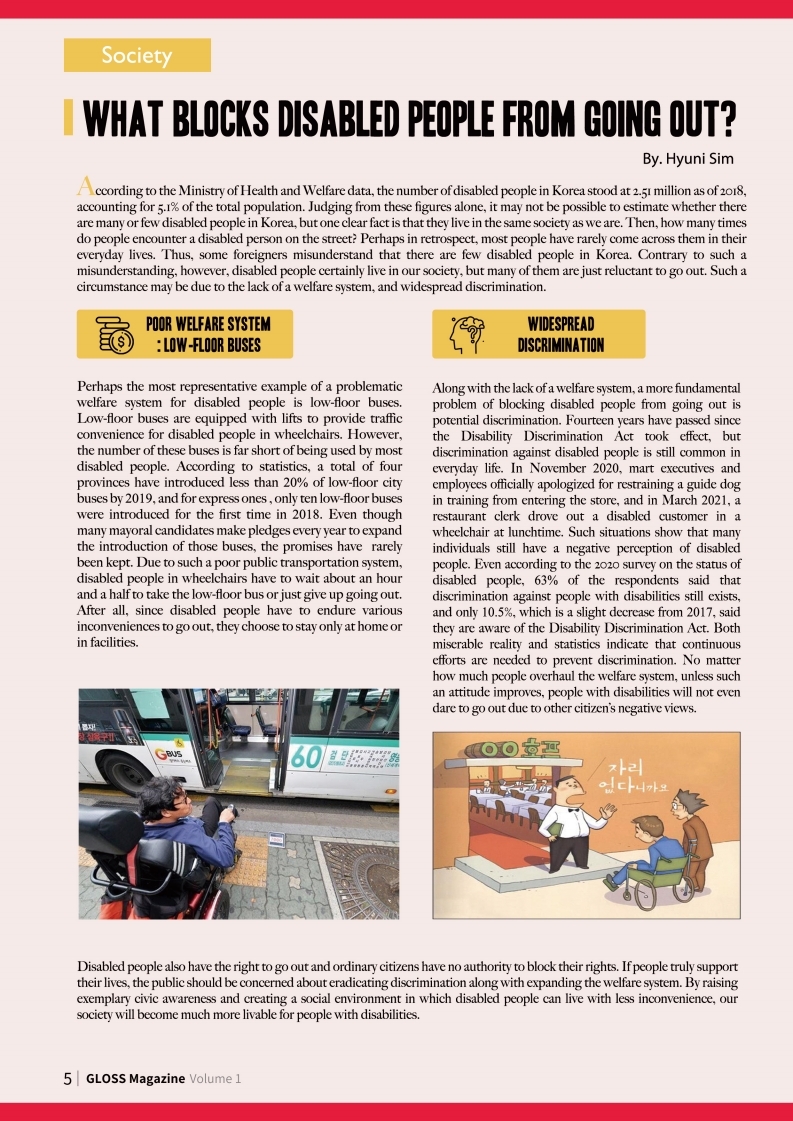 Society
WHAT BLOCKS DISABLED PEOPLE FROM GOING OUT?
By. Hyuni Sim
According to the Ministry of Health and Welfare data, the number of disabled people in Korea stood at 2.51 million as of 2018,
accounting for 5.1% of the total population. Judging from these figures alone, it may not be possible to estimate whether there
are many or few disabled people in Korea, but one clear fact is that they live in the same society as we are. Then, how many times
do people encounter a disabled person on the street? Perhaps in retrospect, most people have rarely come across them in their
everyday lives. Thus, some foreigners misunderstand that there are few disabled people in Korea. Contrary to such a
misunderstanding, however, disabled people certainly live in our society, but many of them are just reluctant to go out. Such a
circumstance may be due to the lack of a welfare system, and widespread discrimination.
POOR WELFARE SYSTEM
: LOW-FLOOR BUSES
Perhaps the most representative example of a problematic
welfare system for disabled people is low-floor buses.
Low-floor buses are equipped with lifts to provide traffic
convenience for disabled people in wheelchairs. However,
the number of these buses is far short of being used by most
disabled people. According to statistics, a total of four
provinces have introduced less than 20% of low-floor city
buses by 2019, and for express ones , only ten low-floor buses
were introduced for the first time in 2018. Even though
many mayoral candidates make pledges every year to expand
the introduction of those buses, the promises have rarely
been kept. Due to such a poor public transportation system,
disabled people in wheelchairs have to wait about an hour
and a half to take the low-floor bus or just give up going out.
After all, since disabled people have to endure various
inconveniences to go out, they choose to stay only at home or
in facilities.
GBUS
60
WIDESPREAD
DISCRIMINATION
Along with the lack of a welfare system, a more fundamental
problem of blocking disabled people from going out is
potential discrimination. Fourteen years have passed since
the Disability Discrimination Act took effect, but
discrimination against disabled people is still common in
everyday life. In November 2020, mart executives and
employees officially apologized for restraining a guide dog
in training from entering the store, and in March 2021, a
restaurant clerk drove out a disabled customer in a
wheelchair at lunchtime. Such situations show that many
individuals still have a negative perception of disabled
people. Even according to the 2020 survey on the status of
disabled people, 63% of the respondents said that
discrimination against people with disabilities still exists,
and only 10.5%, which is a slight decrease from 2017, said
they are aware of the Disability Discrimination Act. Both
miserable reality and statistics indicate that continuous
efforts are needed to prevent discrimination. No matter
how much people overhaul the welfare system, unless such
an attitude improves, people with disabilities will not even
dare to go out due to other citizen's negative views.
OO호프
자리
없다니까요
Disabled people also have the right to go out and ordinary citizens have no authority to block their rights. If people truly support
their lives, the public should be concerned about eradicating discrimination along with expanding the welfare system. By raising
exemplary civic awareness and creating a social environment in which disabled people can live with less inconvenience, our
society will become much more livable for people with disabilities.
5 | GLOSS Magazine Volume 1